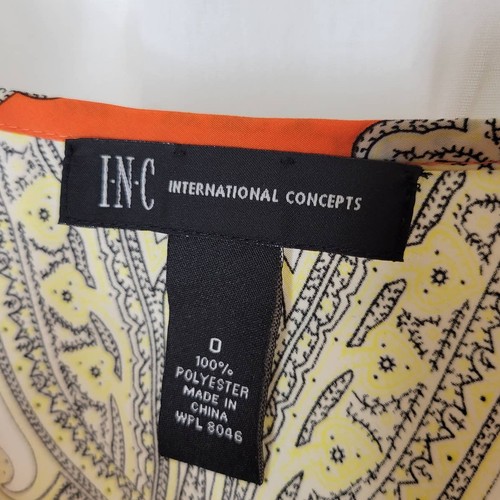 I·N·C INTERNATIONAL CONCEPTS
0
100%
POLYESTER
MADE IN
CHINA
WPL 8046